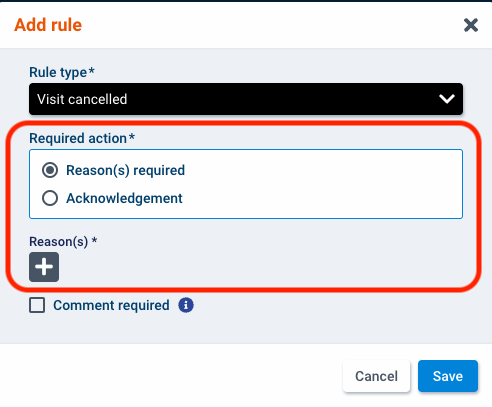 Add rule
Rule type*
Visit cancelled
Required action*
Reason(s) required
Acknowledgement
Reason(s) *
Comment required
Cancel Save